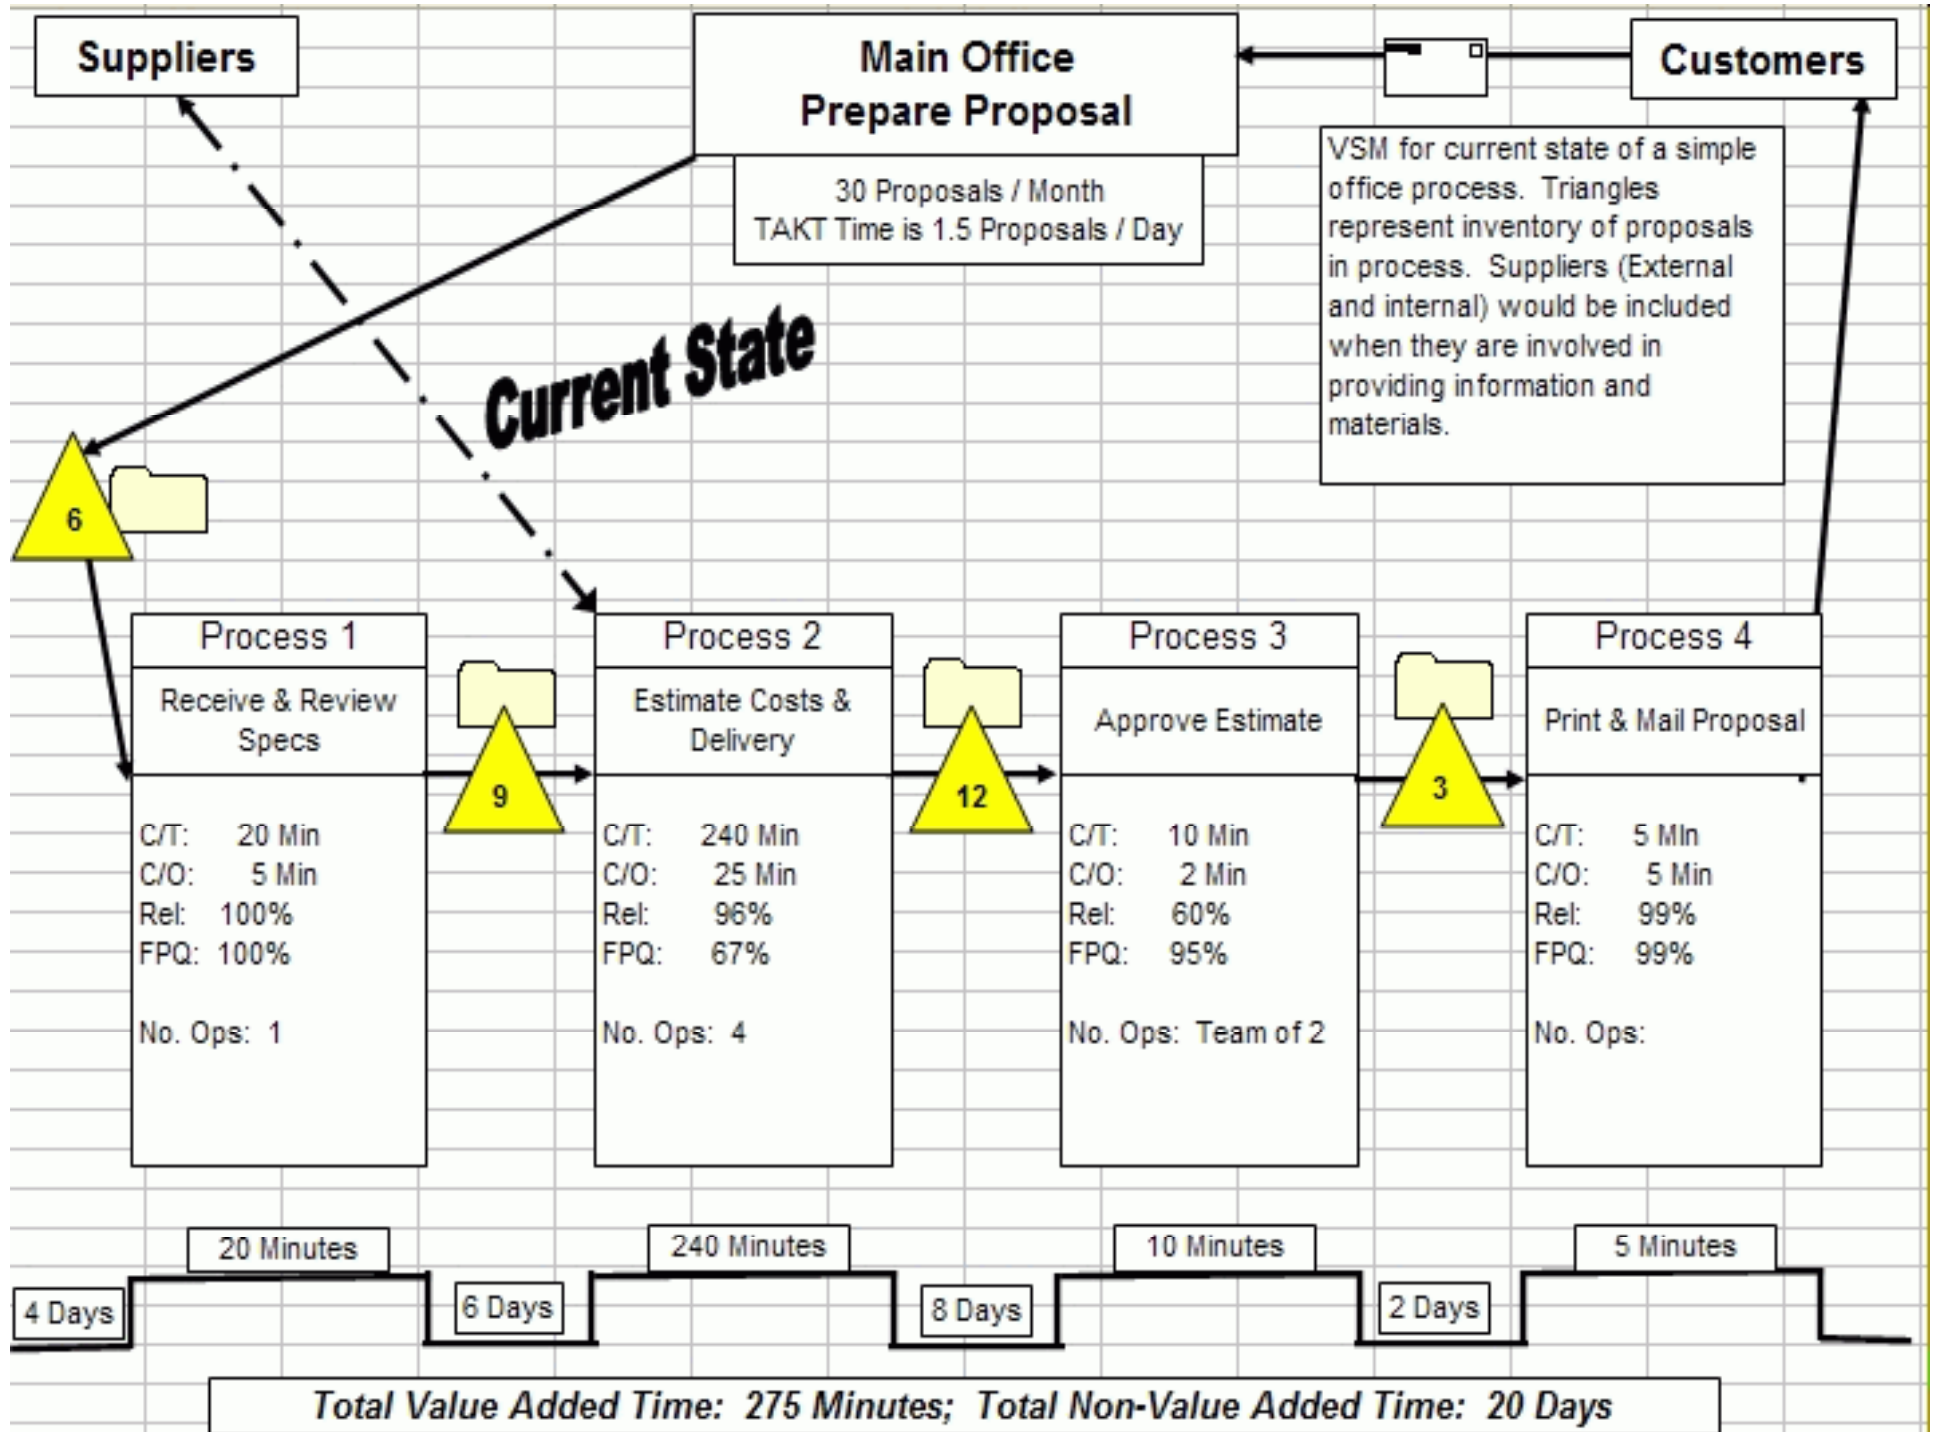 Suppliers
Main Office
Prepare Proposal
Customers
30 Proposals / Month
TAKT Time is 1.5 Proposals / Day
VSM for current state of a simple
office process. Triangles
represent inventory of proposals
in process. Suppliers (External
and internal) would be included
when they are involved in
providing information and
materials.
Current State
6
Process 1
Receive & Review
Specs
C/T: 20 Min
C/O: 5 Min
Rel: 100%
FPQ: 100%
No. Ops: 1
9
Process 2
Estimate Costs &
Delivery
C/T: 240 Min
C/O: 25 Min
Rel: 96%
FPQ: 67%
No. Ops: 4
12
Process 3
Approve Estimate
C/T: 10 Min
C/O: 2 Min
Rel: 60%
FPQ: 95%
No. Ops: Team of 2
3
Process 4
Print & Mail Proposal
C/T: 5 MIn
C/O: 5 Min
Rel: 99%
FPQ: 99%
No. Ops:
4 Days
20 Minutes
6 Days
240 Minutes
8 Days
10 Minutes
2 Days
5 Minutes
Total Value Added Time: 275 Minutes; Total Non-Value Added Time: 20 Days